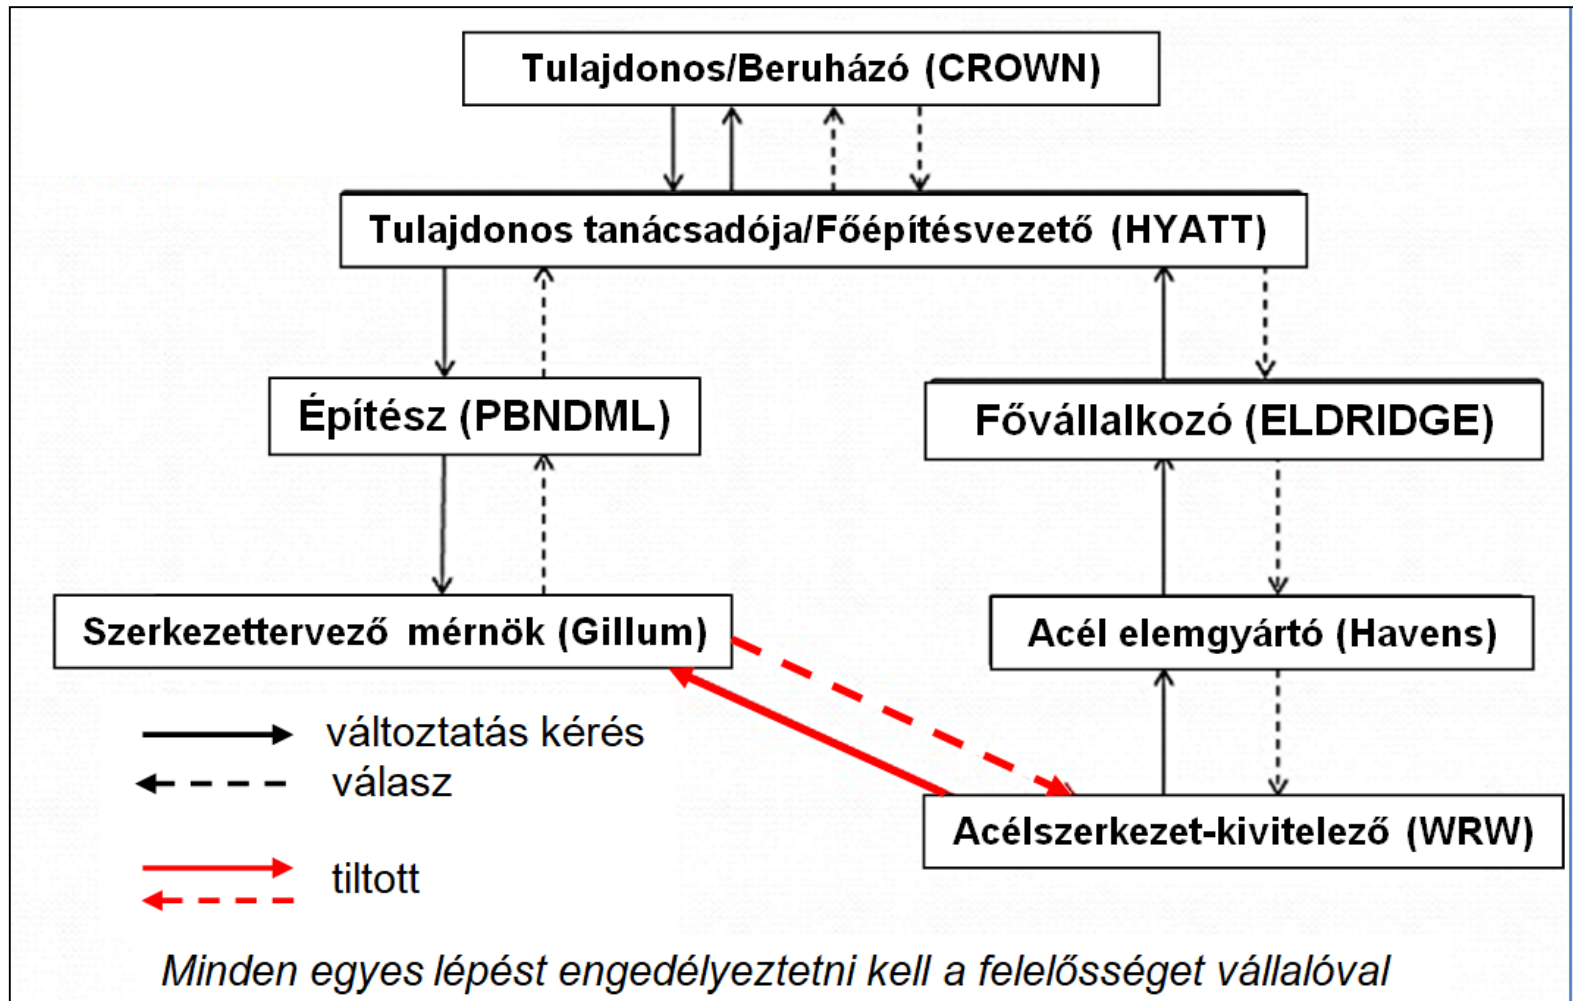 Tulajdonos/Beruházó (CROWN)
Tulajdonos tanácsadója/Főépítésvezető (HYATT)
Építész (PBNDML)
Fővállalkozó (ELDRIDGE)
Szerkezettervező mérnök (Gillum)
Acél elemgyártó (Havens)
változtatás kérés
válasz
Acélszerkezet-kivitelező (WRW)
tiltott
Minden egyes lépést engedélyeztetni kell a felelősséget vállalóval